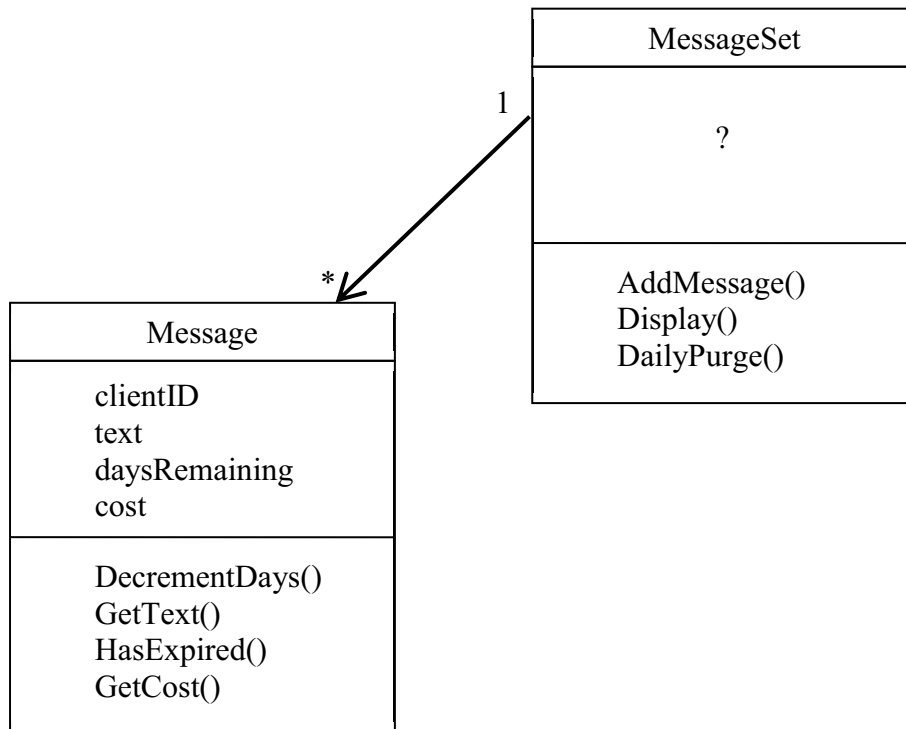 MessageSet
?
AddMessage()
Display()
DailyPurge()
1
*
Message
clientID
text
daysRemaining
cost
DecrementDays()
GetText()
HasExpired()
GetCost()